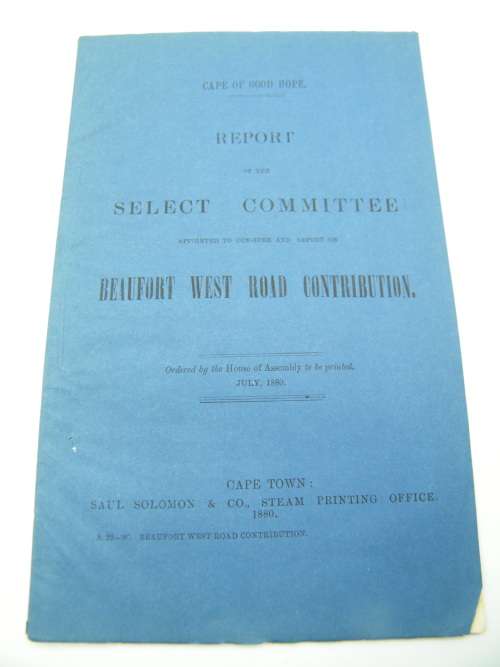 CAPE OF GOOD HOPE.
REPORT
OF THE
SELECT COMMITTEE
APPOINTED TO CONSIDER AND REPORT ON
BEAUFORT WEST ROAD CONTRIBUTION.
Ordered by the House of Assembly to be printed.
JULY, 1880.
CAPE TOWN:
SAUL SOLOMON & CO., STEAM PRINTING OFFICE.
1880.
BEAUFORT WEST ROAD CONTRIBUTION.